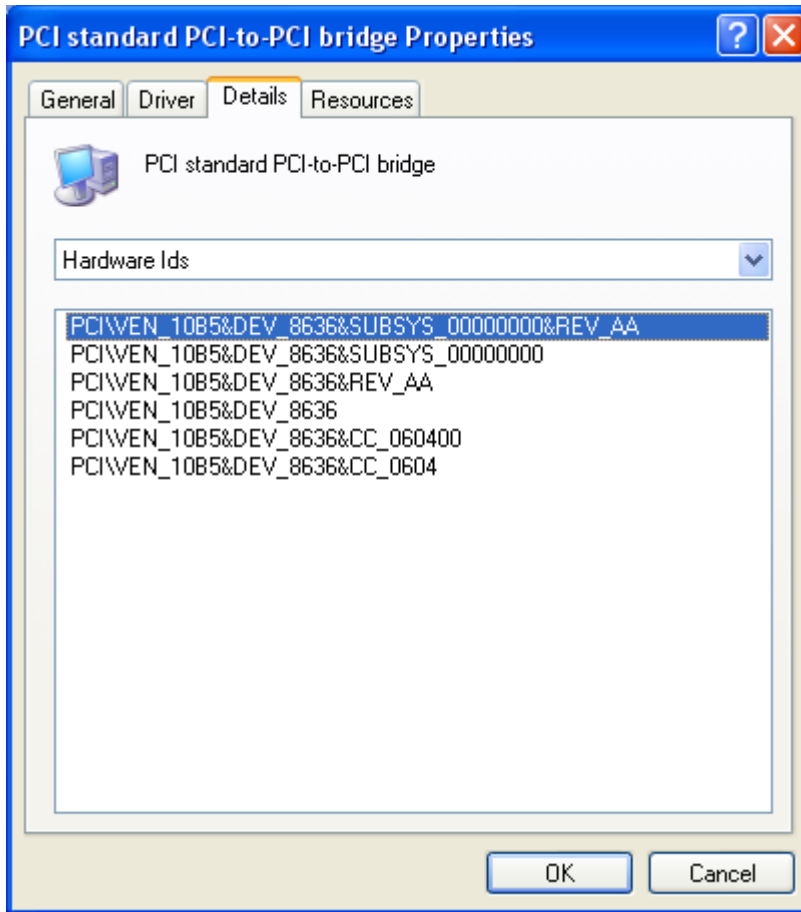 PCI standard PCI-to-PCI bridge Properties
General Driver Details Resources
PCI standard PCI-to-PCI bridge
Hardware Ids
PCI\VEN_10B5&DEV_8636&SUBSYS_00000000&REV_AA
PCI\VEN_10B5&DEV_8636&SUBSYS_00000000
PCI\VEN_10B5&DEV_8636&REV_AA
PCI\VEN_10B5&DEV_8636
PCI\VEN_10B5&DEV_8636&CC_060400
PCI\VEN_10B5&DEV_8636&CC_0604
OK Cancel